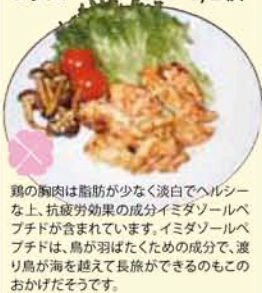 鶏の胸肉は脂肪が少なく淡白でヘルシー
な上、抗疲労効果の成分イミダゾールペ
プチドが含まれています。イミダゾールペ
プチドは、鳥が羽ばたくための成分で、渡
り鳥が海を越えて長旅ができるのもこの
おかげだそうです。